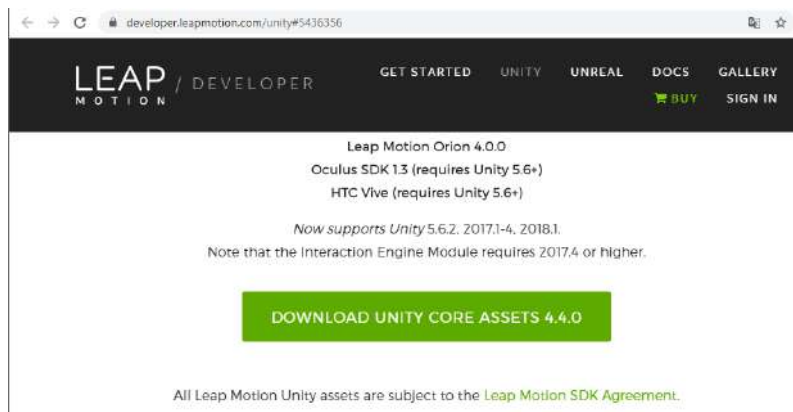 developer.leapmotion.com/unity#5436356
LEAP MOTION / DEVELOPER
GET STARTED UNITY UNREAL DOCS GALLERY
BUY SIGN IN
Leap Motion Orion 4.0.0
Oculus SDK 1.3 (requires Unity 5.6+)
HTC Vive (requires Unity 5.6+)
Now supports Unity 5.6.2, 2017.1-4, 2018.1.
Note that the Interaction Engine Module requires 2017.4 or higher.
DOWNLOAD UNITY CORE ASSETS 4.4.0
All Leap Motion Unity assets are subject to the Leap Motion SDK Agreement.